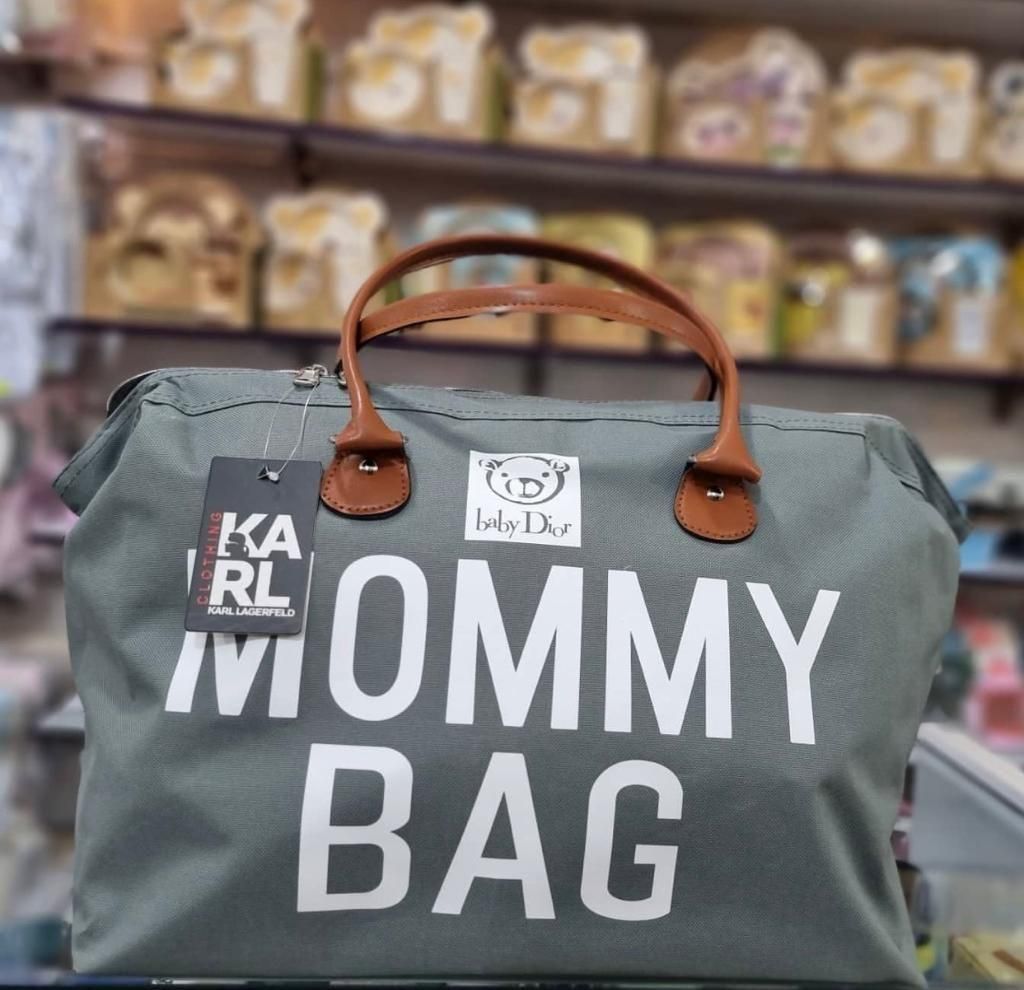 baby Dior
CLOTHING
KA
RL
KARL LAGERFELD
MOMMY
BAG